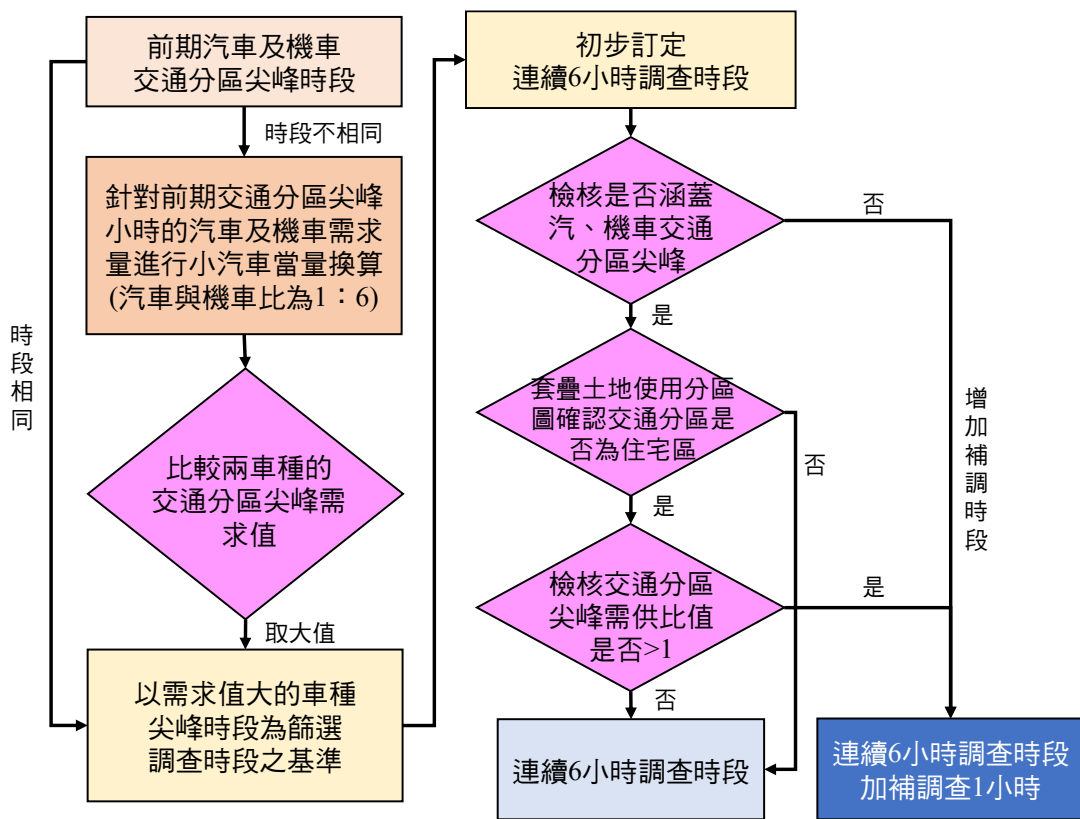 前期汽車及機車
交通分區尖峰時段
時段不相同
針對前期交通分區尖峰
小時的汽車及機車需求
量進行小汽車當量換算
(汽車與機車比為1：6)
時
段
相
同
比較兩車種的
交通分區尖峰需
求值
取大值
以需求值大的車種
尖峰時段為篩選
調查時段之基準
初步訂定
連續6小時調查時段
檢核是否涵蓋
汽、機車交通
分區尖峰
否
是
套疊土地使用分區
圖確認交通分區是
否為住宅區
否
是
增
加
補
調
時
段
檢核交通分區
尖峰需供比值
是否>1
是
否
連續6小時調查時段
連續6小時調查時段
加補調查1小時